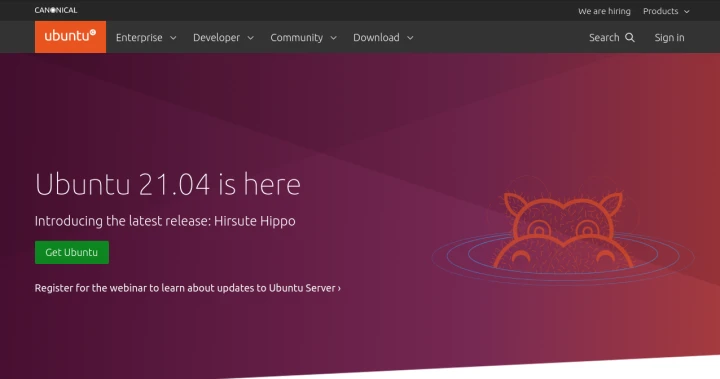 CANONICAL
We are hiring Products
ubuntu Enterprise Developer Community Download Search Sign in
Ubuntu 21.04 is here
Introducing the latest release: Hirsute Hippo
Get Ubuntu
Register for the webinar to learn about updates to Ubuntu Server ›